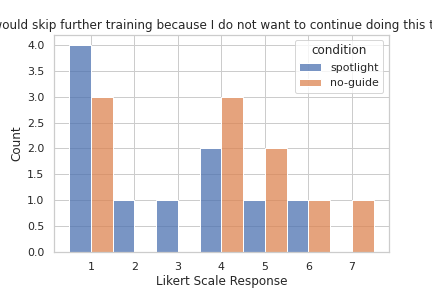 would skip further training because I do not want to continue doing this t
condition
spotlight
no-guide
Count
4.0
3.5
3.0
2.5
2.0
1.5
1.0
0.5
0.0
1 2 3 4 5 6 7
Likert Scale Response